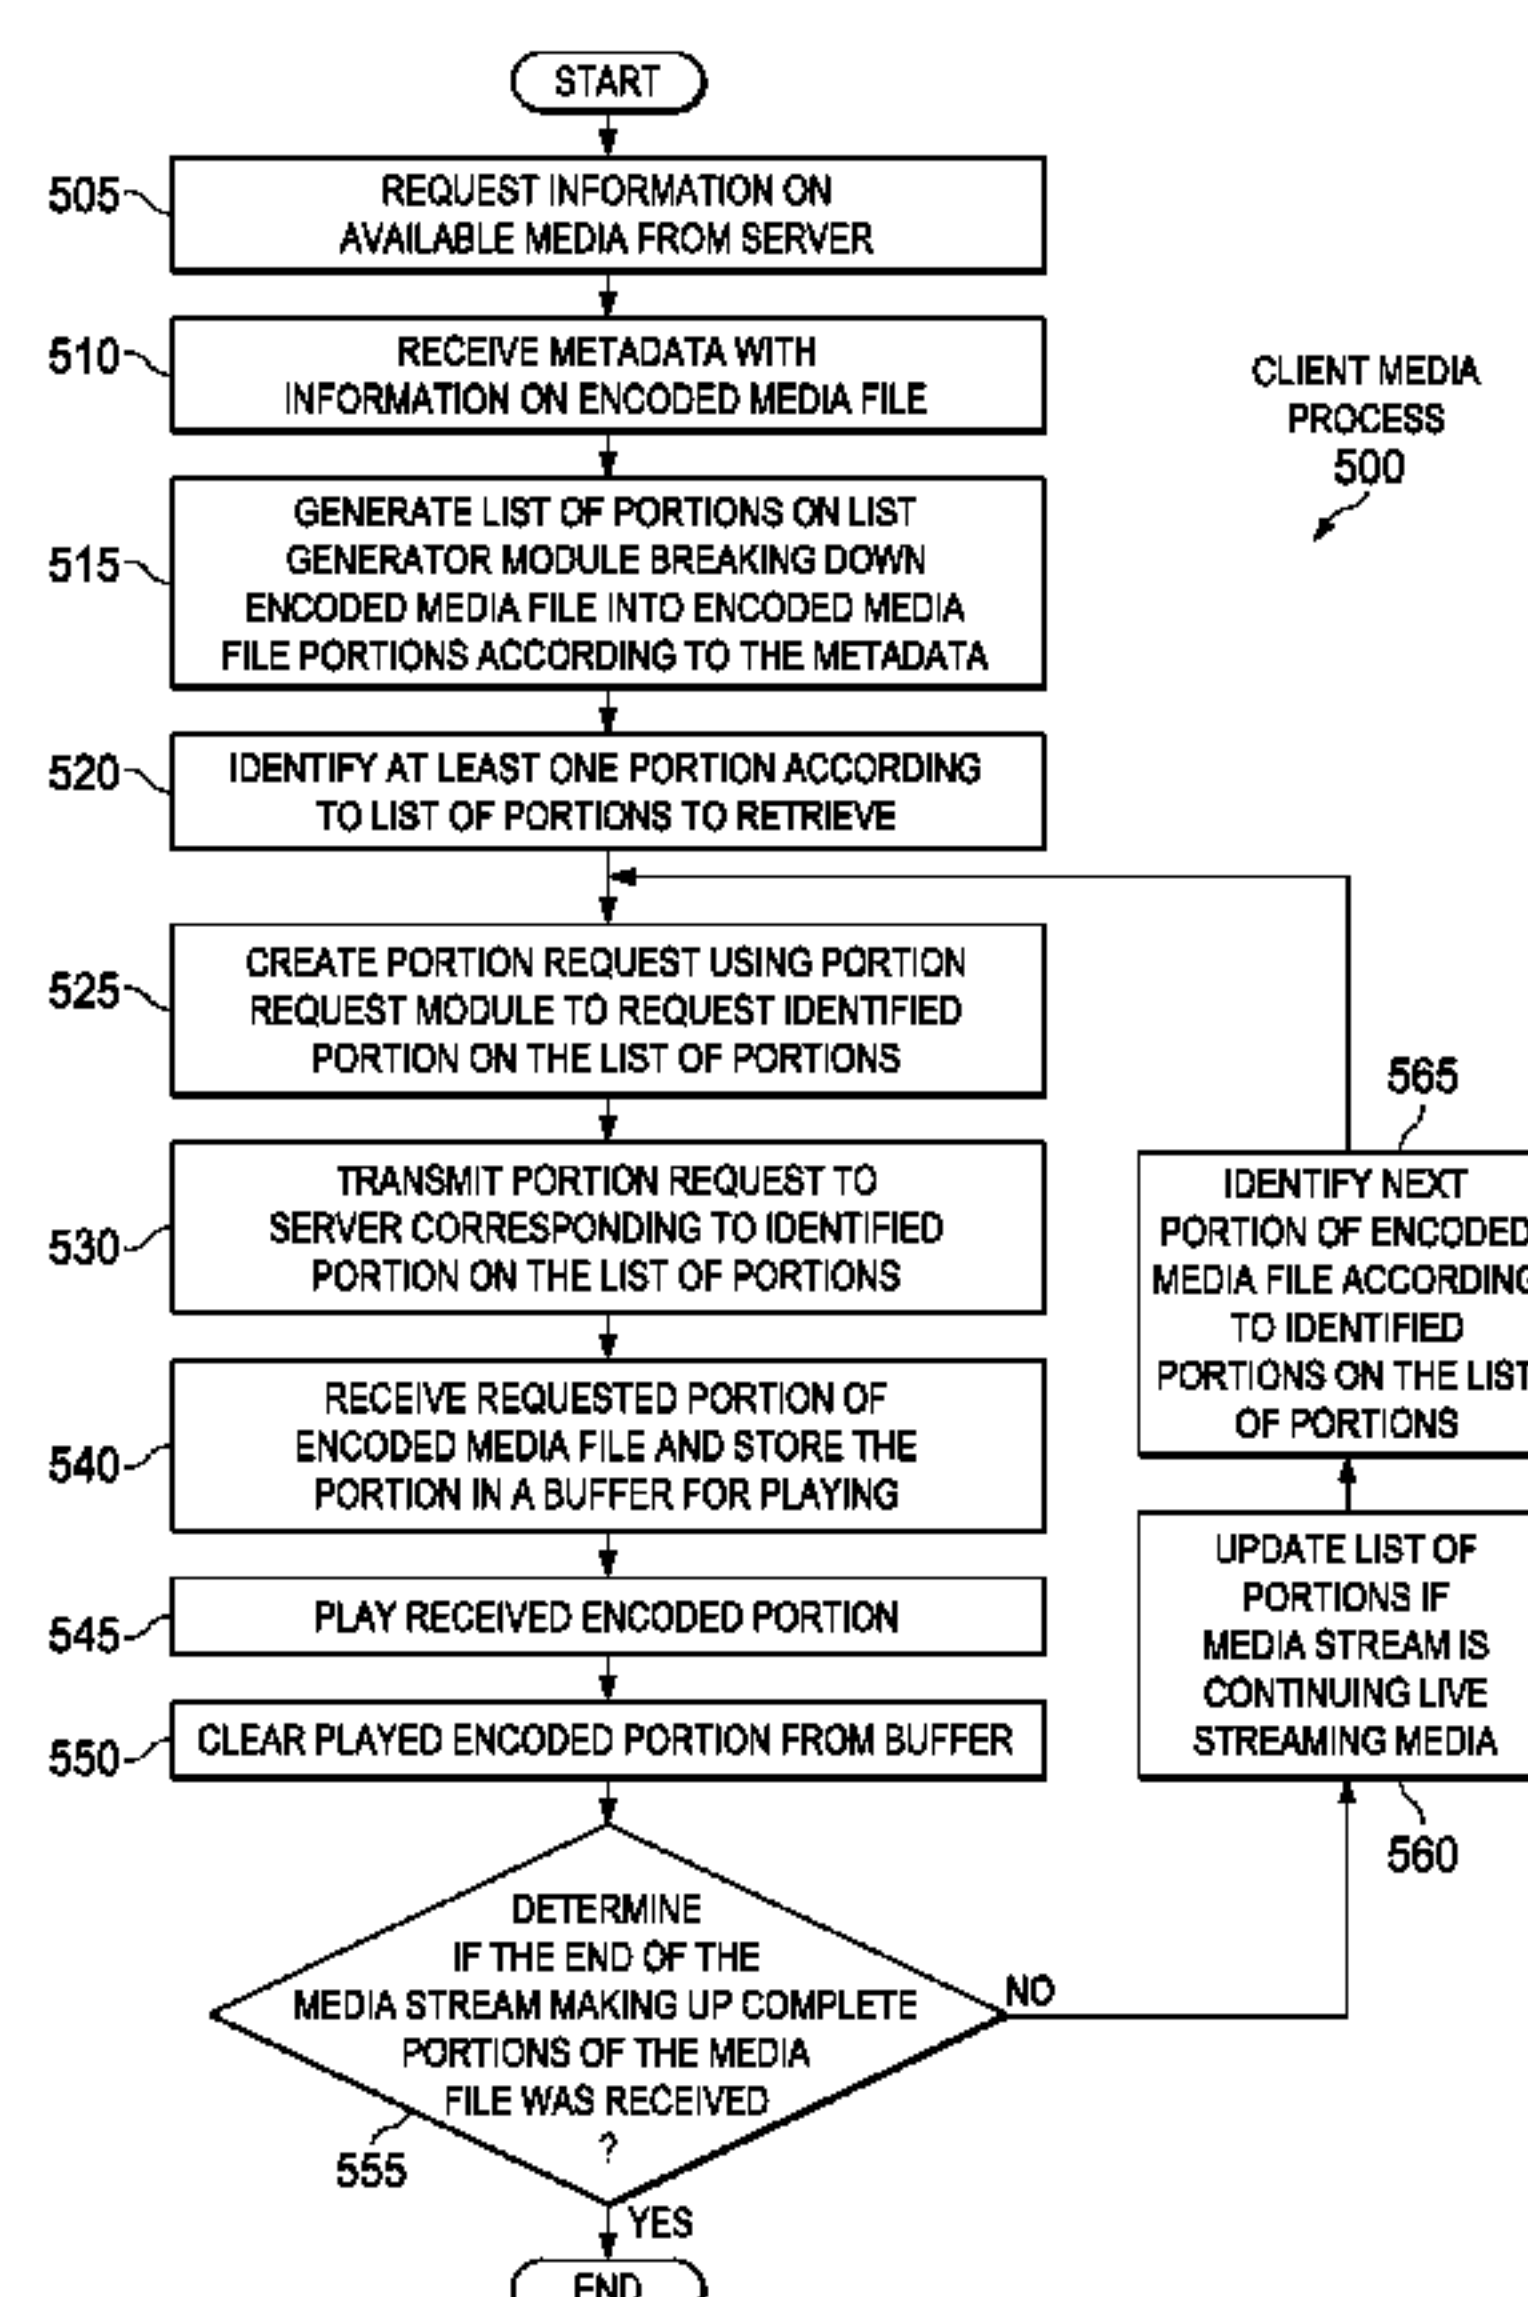 START
505
REQUEST INFORMATION ON
AVAILABLE MEDIA FROM SERVER
510
RECEIVE METADATA WITH
INFORMATION ON ENCODED MEDIA FILE
CLIENT MEDIA
PROCESS
500
515
GENERATE LIST OF PORTIONS ON LIST
GENERATOR MODULE BREAKING DOWN
ENCODED MEDIA FILE INTO ENCODED MEDIA
FILE PORTIONS ACCORDING TO THE METADATA
520
IDENTIFY AT LEAST ONE PORTION ACCORDING
TO LIST OF PORTIONS TO RETRIEVE
525
CREATE PORTION REQUEST USING PORTION
REQUEST MODULE TO REQUEST IDENTIFIED
PORTION ON THE LIST OF PORTIONS
530
TRANSMIT PORTION REQUEST TO
SERVER CORRESPONDING TO IDENTIFIED
PORTION ON THE LIST OF PORTIONS
540
RECEIVE REQUESTED PORTION OF
ENCODED MEDIA FILE AND STORE THE
PORTION IN A BUFFER FOR PLAYING
545
PLAY RECEIVED ENCODED PORTION
550
CLEAR PLAYED ENCODED PORTION FROM BUFFER
DETERMINE
IF THE END OF THE
MEDIA STREAM MAKING UP COMPLETE
PORTIONS OF THE MEDIA
FILE WAS RECEIVED
?
555
NO
YES
END
565
IDENTIFY NEXT
PORTION OF ENCODED
MEDIA FILE ACCORDING
TO IDENTIFIED
PORTIONS ON THE LIST
OF PORTIONS
UPDATE LIST OF
PORTIONS IF
MEDIA STREAM IS
CONTINUING LIVE
STREAMING MEDIA
560